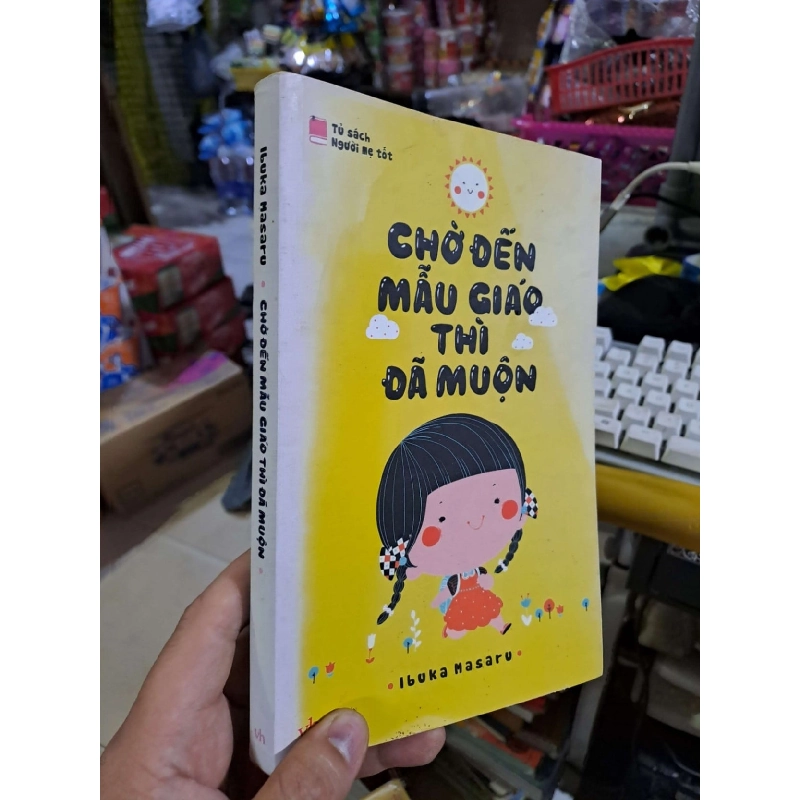 Tủ sách
Người mẹ tốt
CHỜ ĐẾN
MẪU GIÁO
THÌ
ĐÃ MUỘN
Ibuka Masaru
Ibuka Masaru • CHỜ ĐẾN MẪU GIÁO THÌ ĐÃ MUỘN •
vh